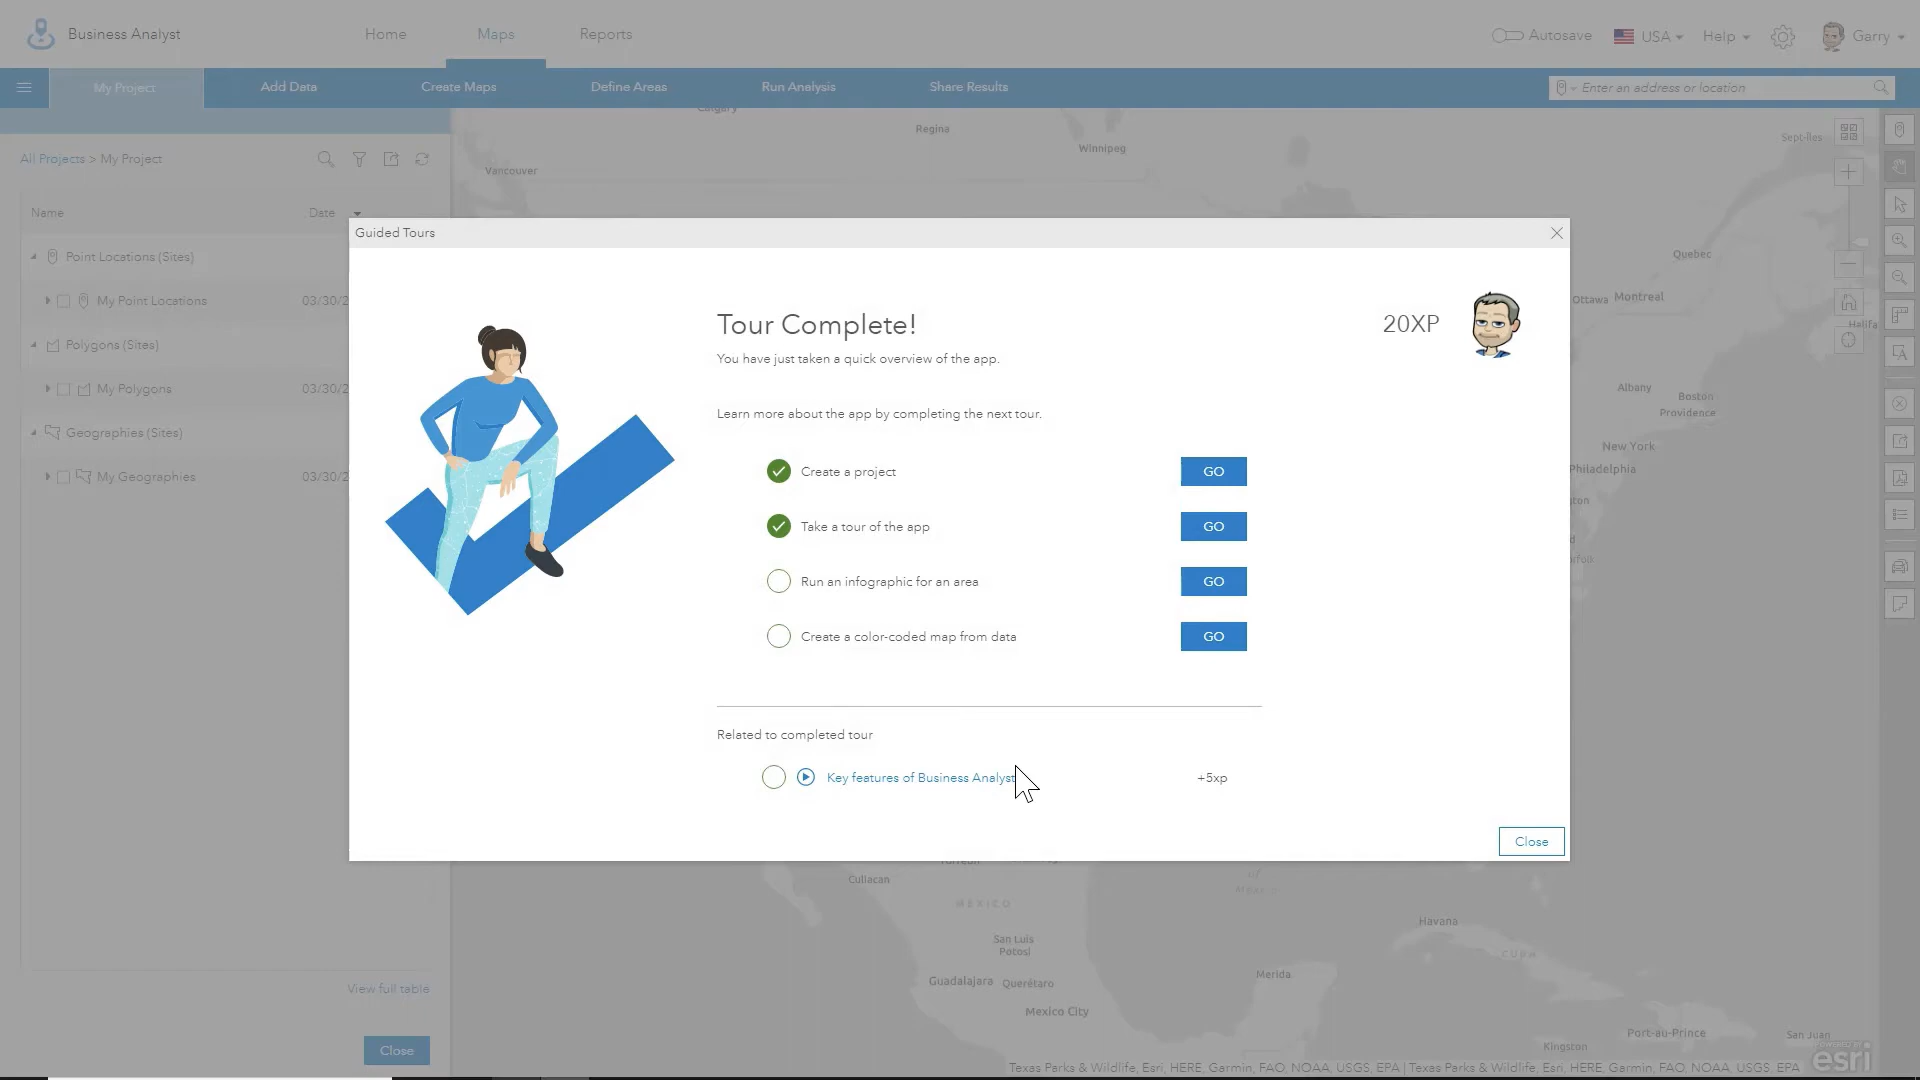 Business Analyst
Home
Maps
Reports
Autosave
USA
Help
Garry
My Project
Add Data
Create Maps
Define Areas
Run Analysis
Share Results
Enter an address or location
All Projects > My Project
Name
Date
Point Locations (Sites)
My Point Locations
03/30/2
Polygons (Sites)
My Polygons
03/30/2
Geographies (Sites)
My Geographies
03/30/2
View full table
Close
Guided Tours
Tour Complete!
20XP
You have just taken a quick overview of the app.
Learn more about the app by completing the next tour.
Create a project
GO
Take a tour of the app
GO
Run an infographic for an area
GO
Create a color-coded map from data
GO
Related to completed tour
Key features of Business Analyst
+5xp
Close
Calgary
Regina
Winnipeg
Vancouver
Sept-Iles
Quebec
Ottawa
Montreal
Halifa
Albany
Boston
Providence
New York
Philadelphia
Culiacan
MEXICO
San Luis
Potosi
Guadalajara
Querétaro
Mexico City
Merida
Havana
CUBA
Port-au-Prince
Kingston
San Juan
Texas Parks & Wildlife, Esri, HERE, Garmin, FAO, NOAA, USGS, EPA | Texas Parks & Wildlife, Esri, HERE, Garmin, FAO, NOAA, USGS, EPA
POWERED BY
esri